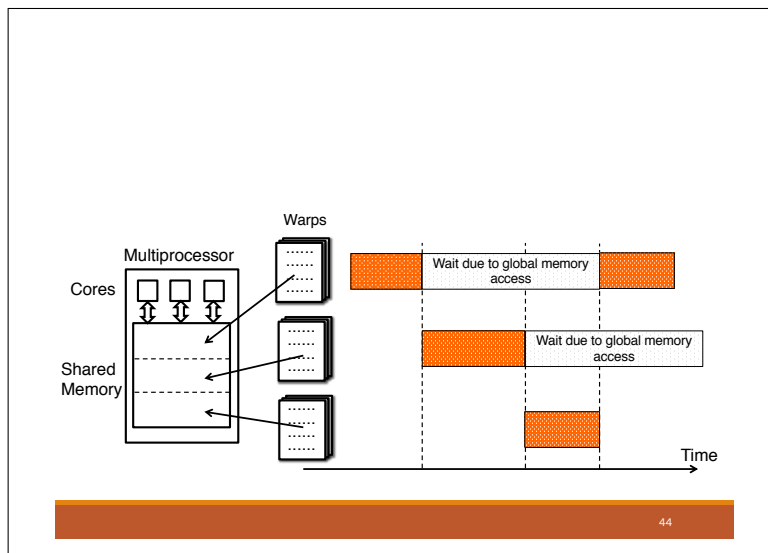 Warps
Multiprocessor
Cores
Shared
Memory
Wait due to global memory
access
Wait due to global memory
access
Time
44